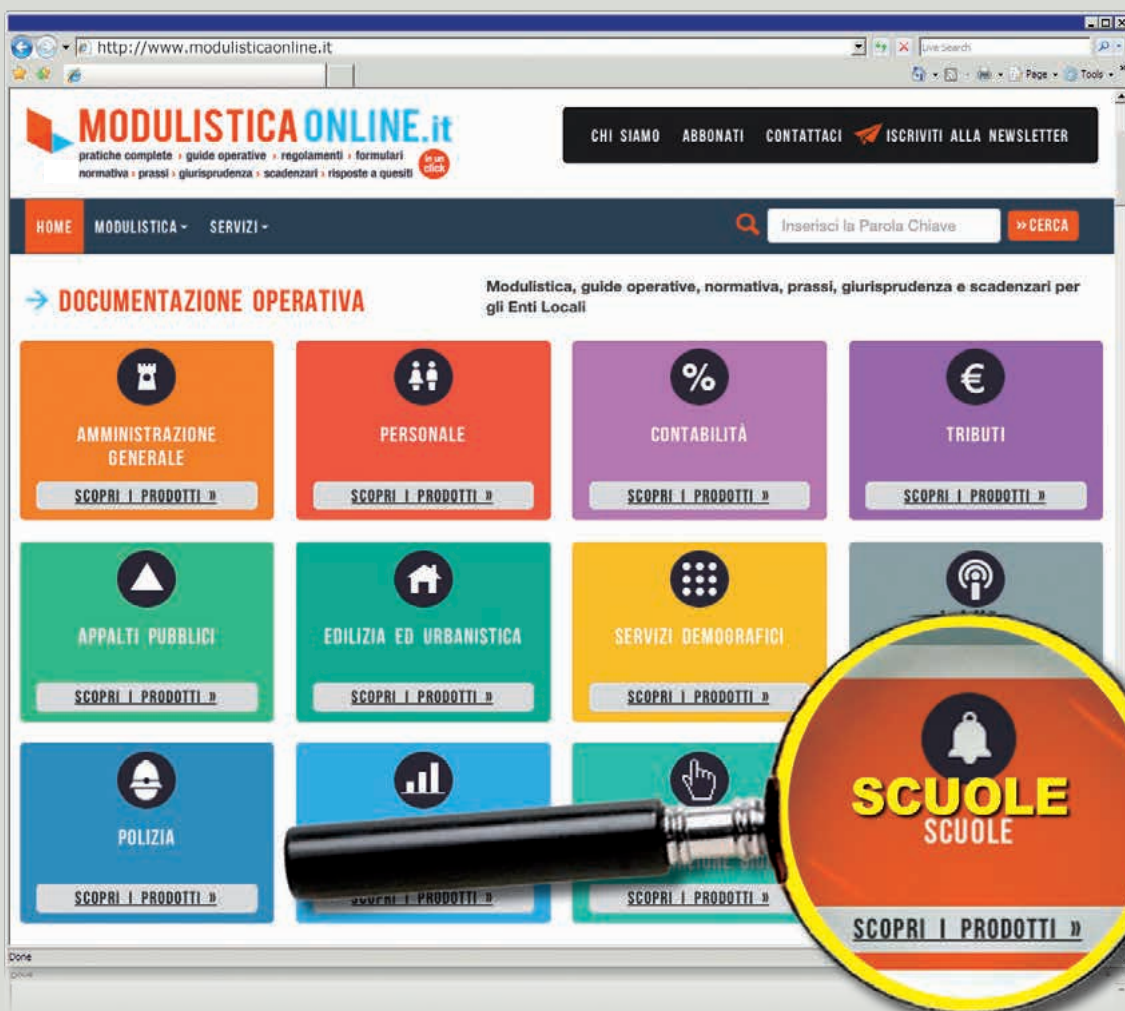 http://www.modulisticaonline.it
Live Search
Page
Tools
MODULISTICA ONLINE.it
pratiche complete › guide operative › regolamenti › formulari
normativa › prassi › giurisprudenza › scadenzari › risposte a quesiti
in un click
CHI SIAMO ABBONATI CONTATTACI ISCRIVITI ALLA NEWSLETTER
HOME MODULISTICA SERVIZI
Inserisci la Parola Chiave
» CERCA
→ DOCUMENTAZIONE OPERATIVA
Modulistica, guide operative, normativa, prassi, giurisprudenza e scadenzari per
gli Enti Locali
%
€
AMMINISTRAZIONE
GENERALE
PERSONALE
CONTABILITÀ
TRIBUTI
SCOPRI I PRODOTTI »
SCOPRI I PRODOTTI »
SCOPRI I PRODOTTI »
SCOPRI I PRODOTTI »
APPALTI PUBBLICI
EDILIZIA ED URBANISTICA
SERVIZI DEMOGRAFICI
SCOPRI I PRODOTTI »
SCOPRI I PRODOTTI »
SCOPRI I PRODOTTI »
POLIZIA
SCUOLE
SCUOLE
SCOPRI I PRODOTTI »
SCOPRI I PRODOTTI »
SCOPRI I PRODOTTI »
SCOPRI I PRODOTTI »
Done